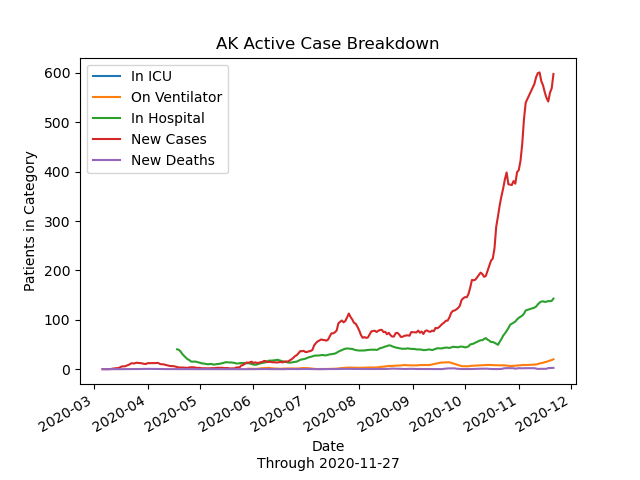 AK Active Case Breakdown
In ICU
On Ventilator
In Hospital
New Cases
New Deaths
Patients in Category
600
500
400
300
200
100
0
2020-03
2020-04
2020-05
2020-06
2020-07
2020-08
2020-09
2020-10
2020-11
2020-12
Date
Through 2020-11-27